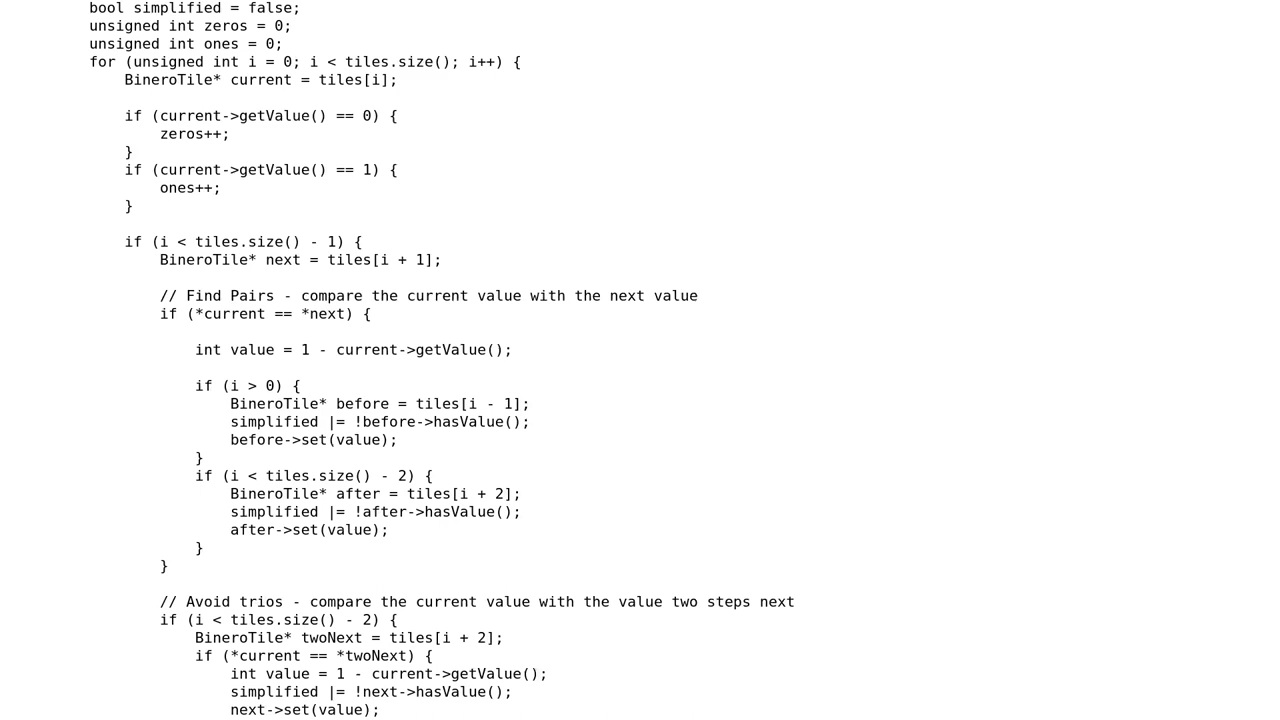 bool simplified = false;
unsigned int zeros = 0;
unsigned int ones = 0;
for (unsigned int i = 0; i < tiles.size(); i++) {
    BineroTile* current = tiles[i];

    if (current->getValue() == 0) {
        zeros++;
    }
    if (current->getValue() == 1) {
        ones++;
    }

    if (i < tiles.size() - 1) {
        BineroTile* next = tiles[i + 1];

        // Find Pairs - compare the current value with the next value
        if (*current == *next) {

            int value = 1 - current->getValue();

            if (i > 0) {
                BineroTile* before = tiles[i - 1];
                simplified |= !before->hasValue();
                before->set(value);
            }
            if (i < tiles.size() - 2) {
                BineroTile* after = tiles[i + 2];
                simplified |= !after->hasValue();
                after->set(value);
            }
        }

        // Avoid trios - compare the current value with the value two steps next
        if (i < tiles.size() - 2) {
            BineroTile* twoNext = tiles[i + 2];
            if (*current == *twoNext) {
                int value = 1 - current->getValue();
                simplified |= !next->hasValue();
                next->set(value);